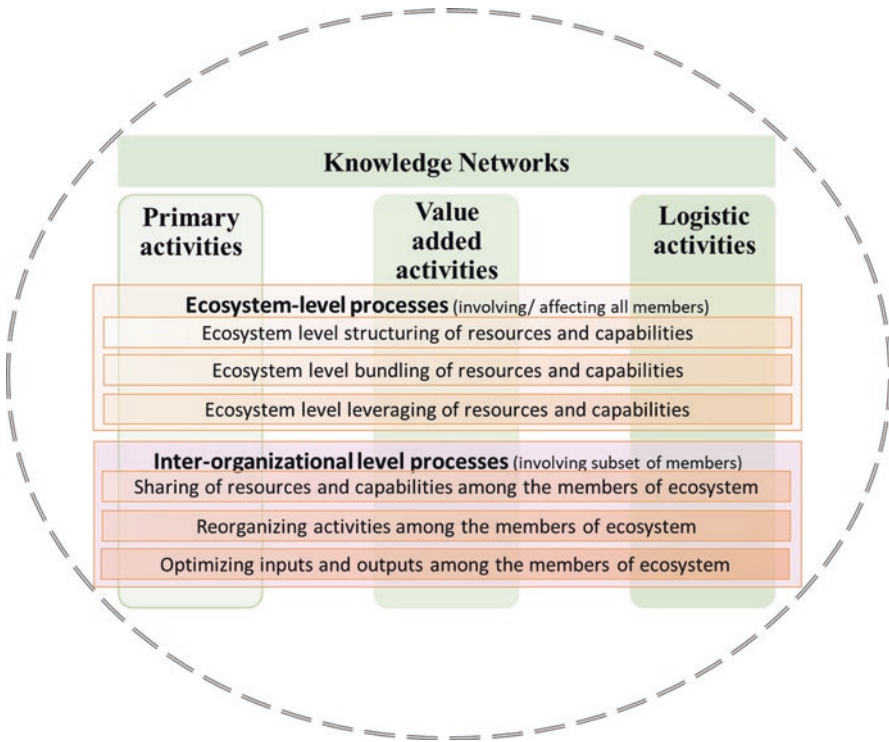 Knowledge Networks
Primary
activities
Value
added
activities
Logistic
activities
Ecosystem-level processes (involving/ affecting all members)
Ecosystem level structuring of resources and capabilities
Ecosystem level bundling of resources and capabilities
Ecosystem level leveraging of resources and capabilities
Inter-organizational level processes (involving subset of members)
Sharing of resources and capabilities among the members of ecosystem
Reorganizing activities among the members of ecosystem
Optimizing inputs and outputs among the members of ecosystem